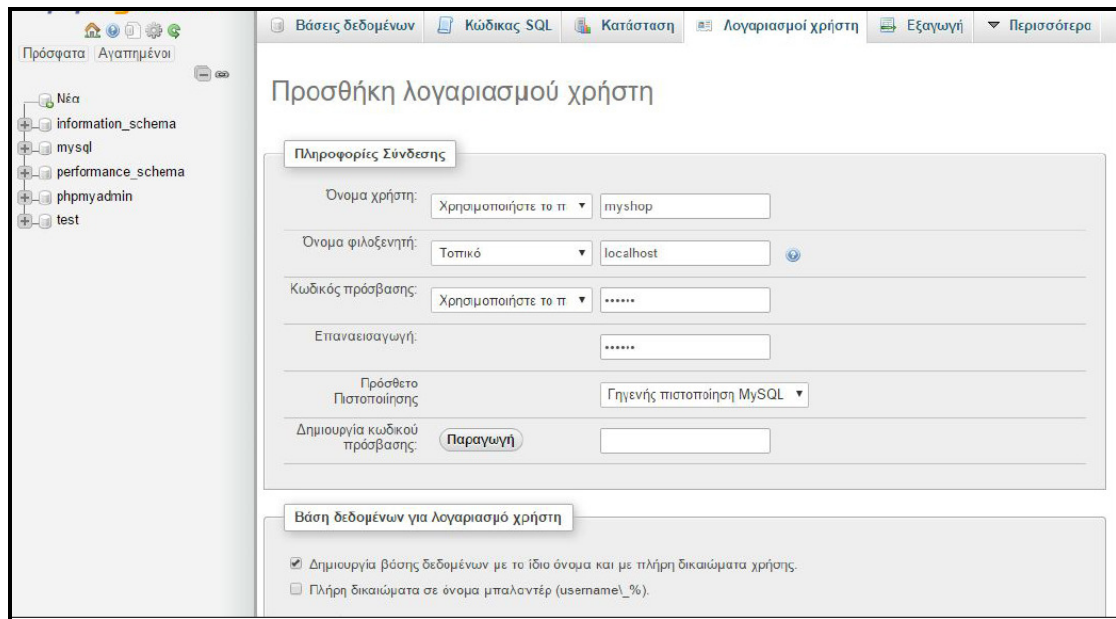 Πρόσφατα Αγαπημένοι
Νέα
information_schema
mysql
performance_schema
phpmyadmin
test
Βάσεις δεδομένων Κώδικας SQL Κατάσταση Λογαριασμοί χρήστη Εξαγωγή Περισσότερα
Προσθήκη λογαριασμού χρήστη
Πληροφορίες Σύνδεσης
Όνομα χρήστη: Χρησιμοποιήστε το π myshop
Όνομα φιλοξενητή: Τοπικό localhost
Κωδικός πρόσβασης: Χρησιμοποιήστε το π ······
Επαναεισαγωγή: ······
Πρόσθετο
Πιστοποιίησης
Γηγενής πιστοποίηση MySQL
Δημιουργία κωδικού
πρόσβασης:
Παραγωγή
Βάση δεδομένων για λογαριασμό χρήστη
Δημιουργία βάσης δεδομένων με το ίδιο όνομα και με πλήρη δικαιώματα χρήσης.
Πλήρη δικαιώματα σε όνομα μπαλαντέρ (username\_%).